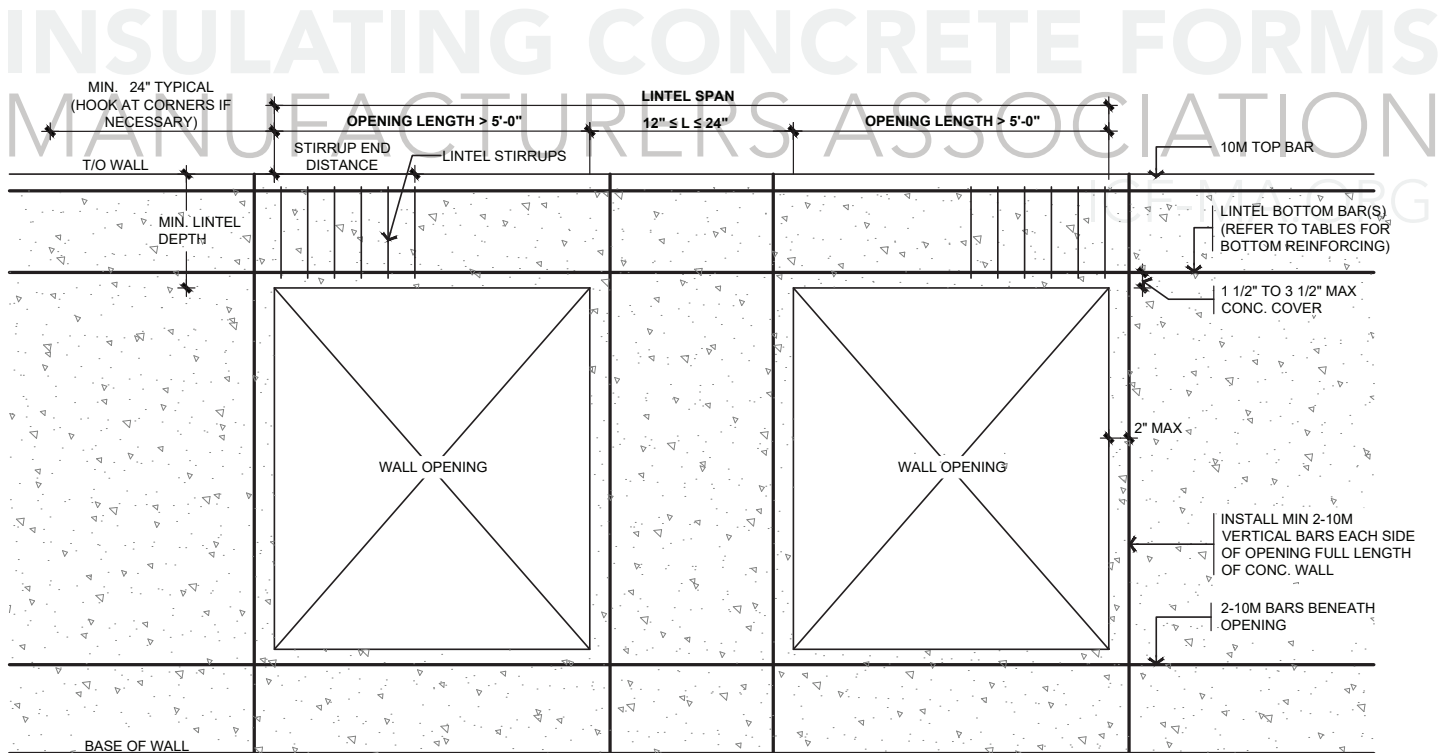 INSULATING CONCRETE FORMS
MANUFACTURERS ASSOCIATION
ICF-MA.ORG
MIN. 24" TYPICAL
(HOOK AT CORNERS IF
NECESSARY)
LINTEL SPAN
OPENING LENGTH > 5'-0"
12" ≤ L ≤ 24"
OPENING LENGTH > 5'-0"
T/O WALL
STIRRUP END
DISTANCE
LINTEL STIRRUPS
10M TOP BAR
MIN. LINTEL
DEPTH
LINTEL BOTTOM BAR(S)
(REFER TO TABLES FOR
BOTTOM REINFORCING)
1 1/2" TO 3 1/2" MAX
CONC. COVER
2" MAX
WALL OPENING
WALL OPENING
INSTALL MIN 2-10M
VERTICAL BARS EACH SIDE
OF OPENING FULL LENGTH
OF CONC. WALL
2-10M BARS BENEATH
OPENING
BASE OF WALL